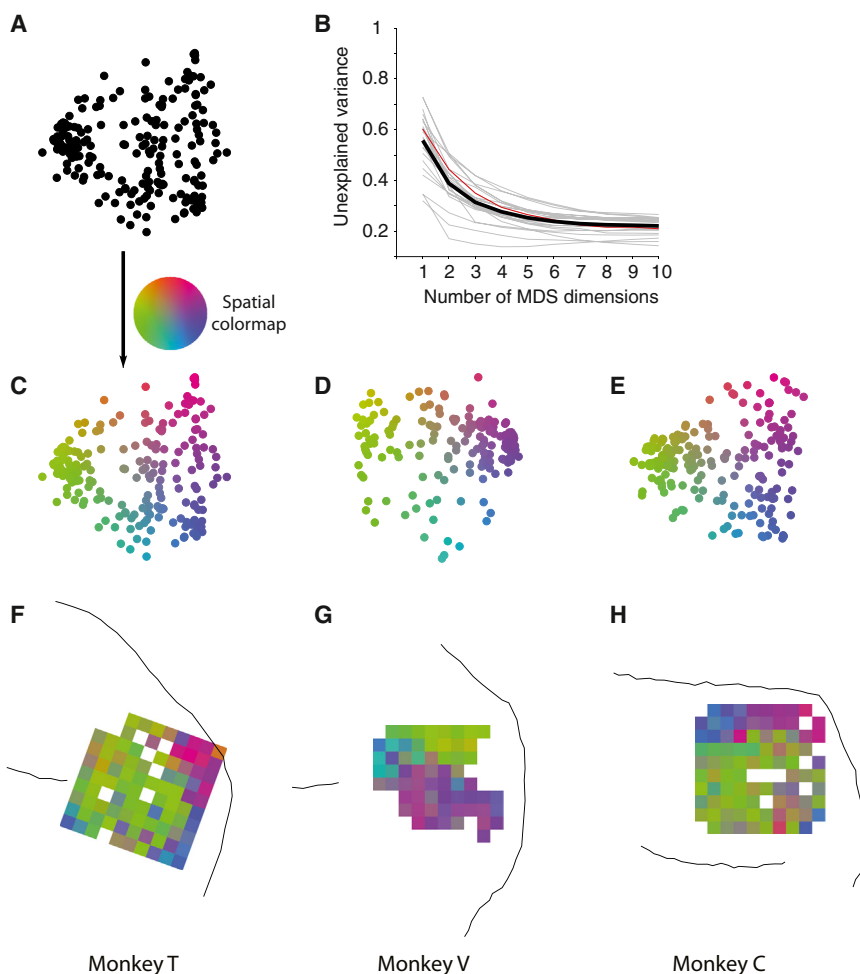 A
B
Unexplained variance
1
0.8
0.6
0.4
0.2
1 2 3 4 5 6 7 8 9 10
Number of MDS dimensions
Spatial
colormap
C
D
E
F
G
H
Monkey T
Monkey V
Monkey C